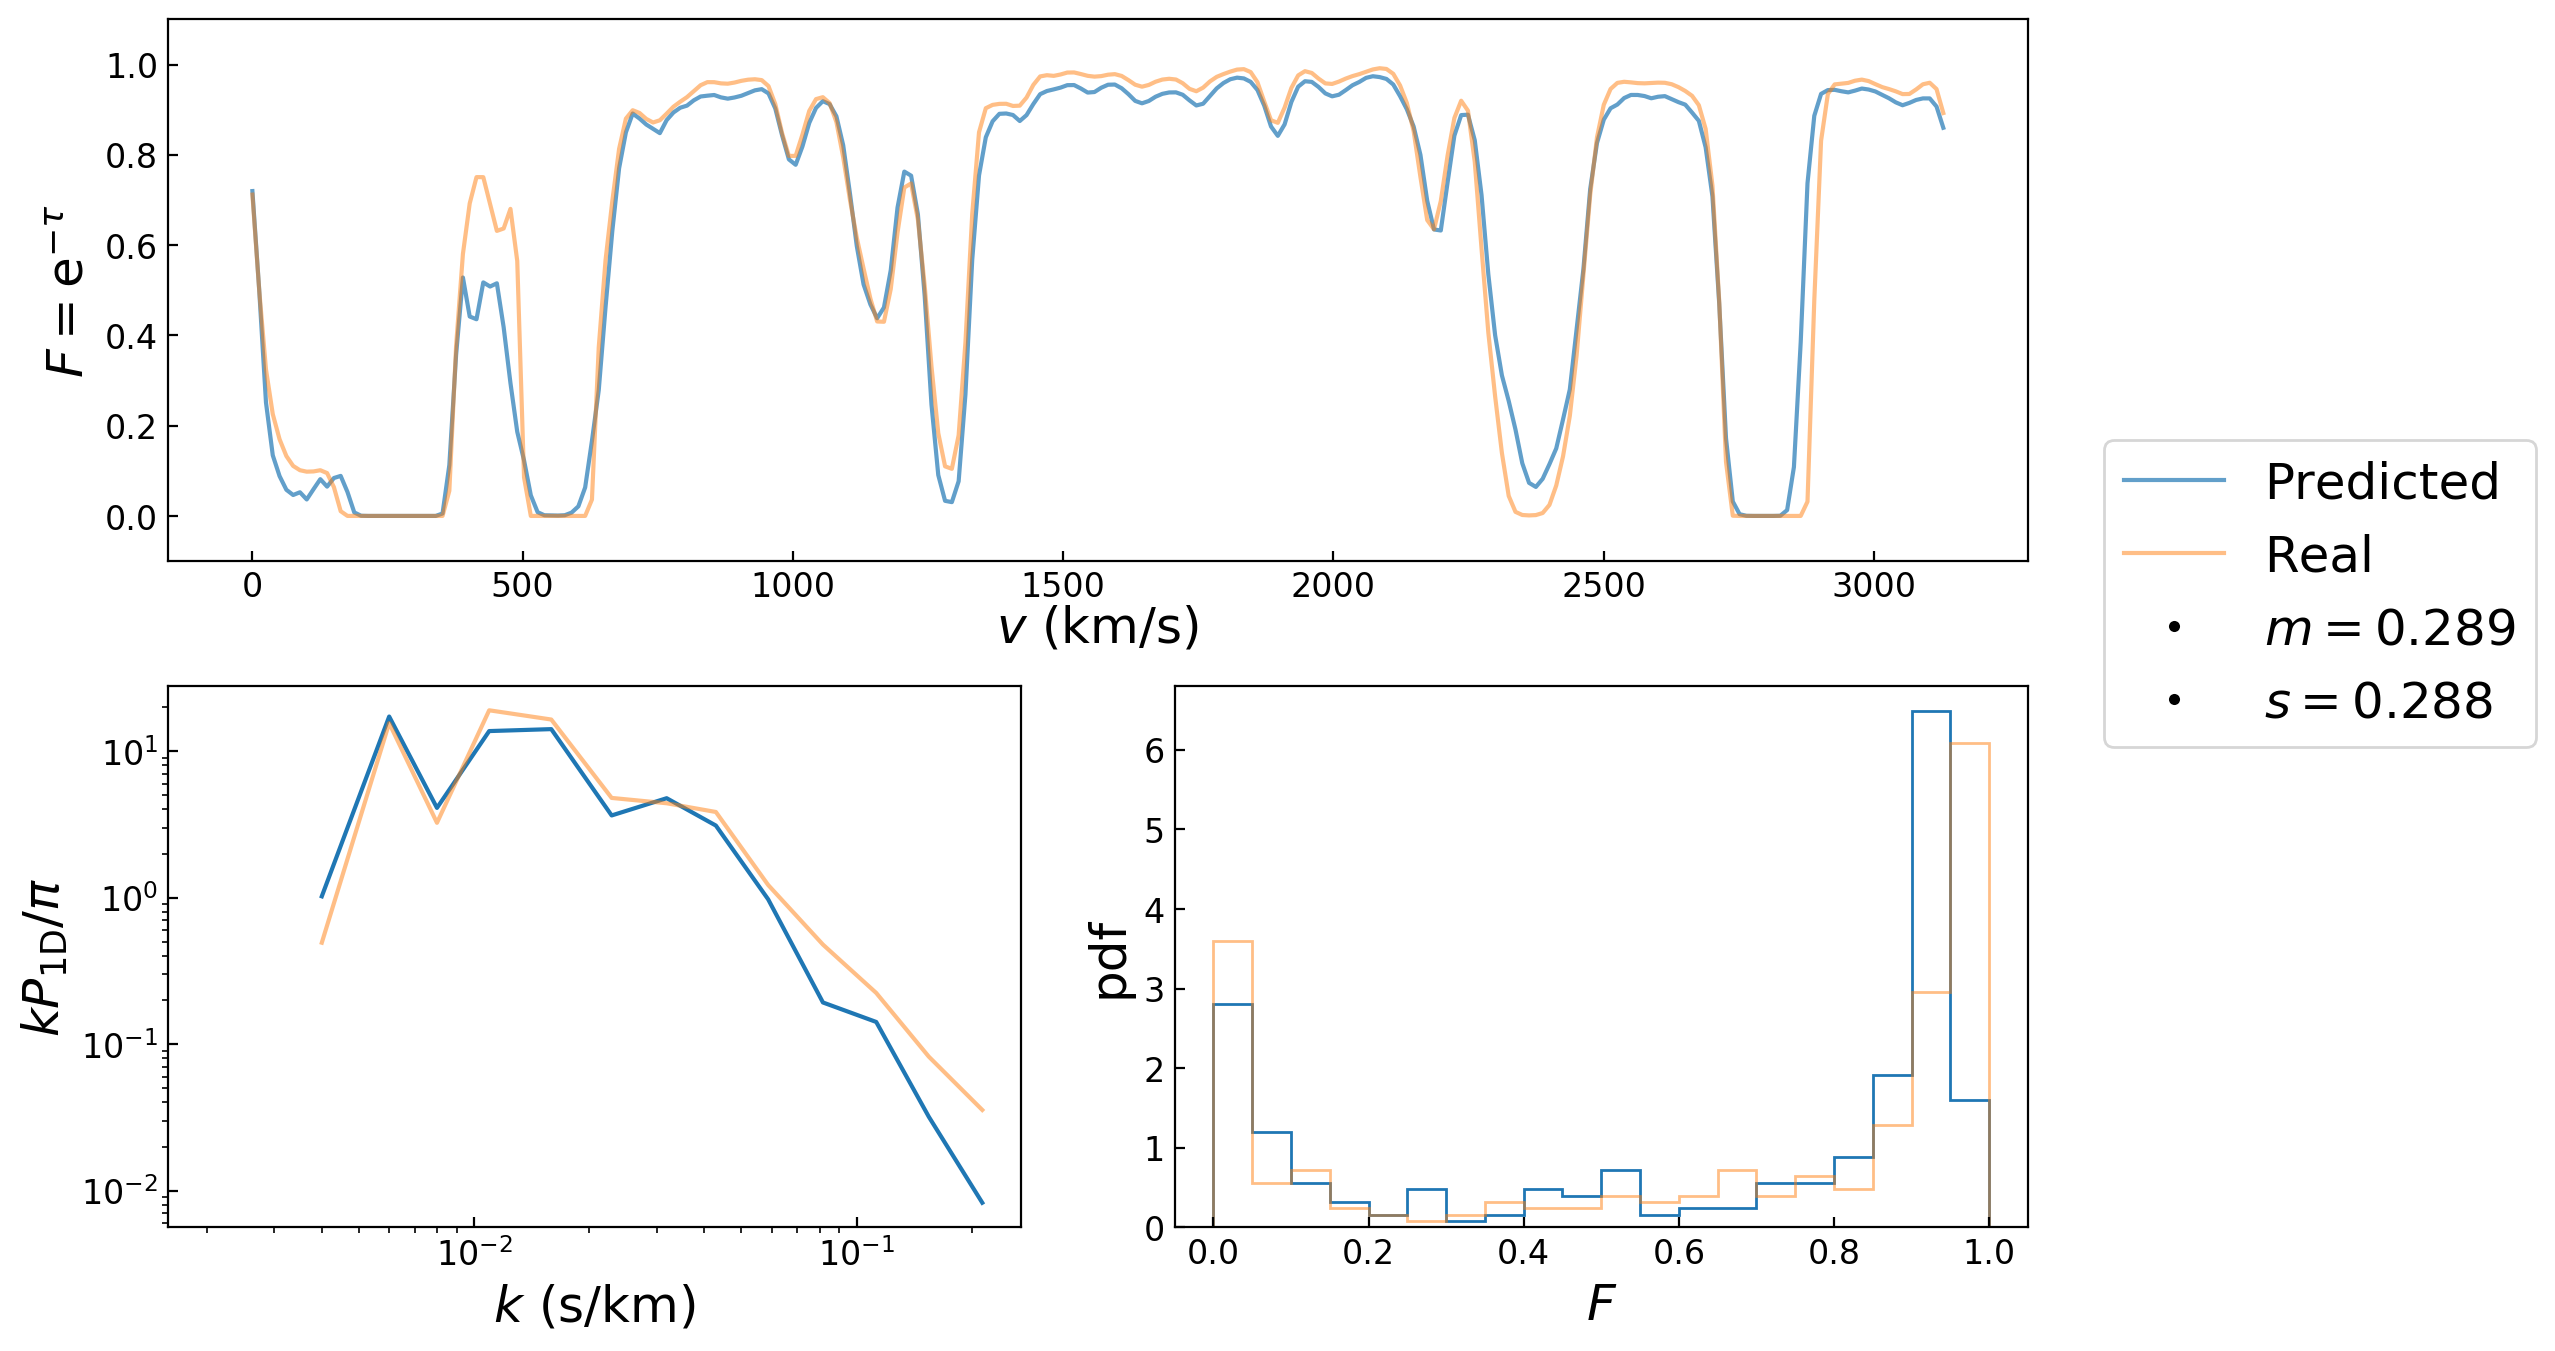 1.0
0.8
0.6
0.4
0.2
0.0
F = e^{−τ}
0 500 1000 1500 2000 2500 3000
v (km/s)
Predicted
Real
m = 0.289
s = 0.288
10^1
10^0
10^{−1}
10^{−2}
kP_{1D}/π
10^{−2} 10^{−1}
k (s/km)
6
5
4
3
2
1
0
pdf
0.0 0.2 0.4 0.6 0.8 1.0
F